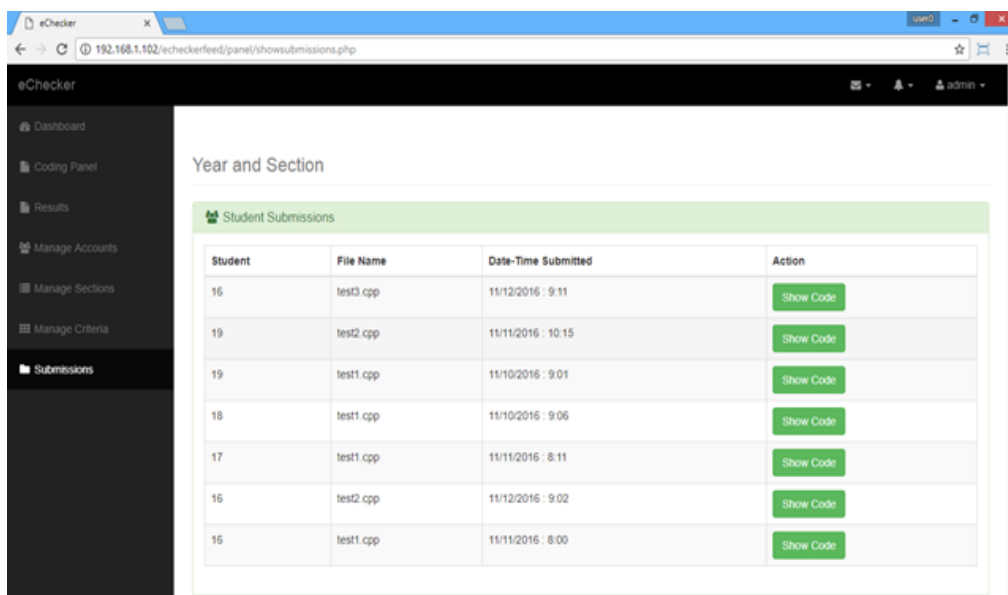 eChecker
user0
192.168.1.102/echeckerfeed/panel/showsubmissions.php
eChecker
admin
Dashboard
Coding Panel
Results
Manage Accounts
Manage Sections
Manage Criteria
Submissions
Year and Section
Student Submissions
Student File Name Date-Time Submitted Action
16 test3.cpp 11/12/2016 : 9:11 Show Code
19 test2.cpp 11/11/2016 : 10:15 Show Code
19 test1.cpp 11/10/2016 : 9:01 Show Code
18 test1.cpp 11/10/2016 : 9:06 Show Code
17 test1.cpp 11/11/2016 : 8:11 Show Code
16 test2.cpp 11/12/2016 : 9:02 Show Code
16 test1.cpp 11/11/2016 : 8:00 Show Code